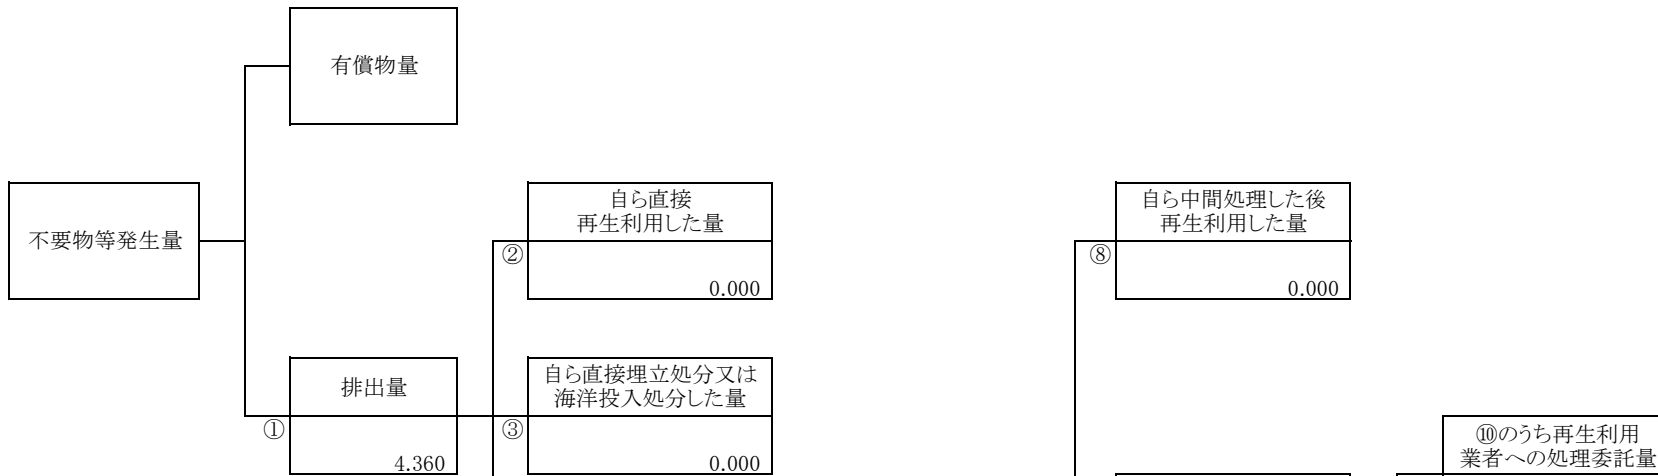 有償物量
不要物等発生量
自ら直接
再生利用した量
②
0.000
自ら中間処理した後
再生利用した量
⑧
0.000
排出量
①
4.360
自ら直接埋立処分又は
海洋投入処分した量
③
0.000
⑩のうち再生利用
業者への処理委託量